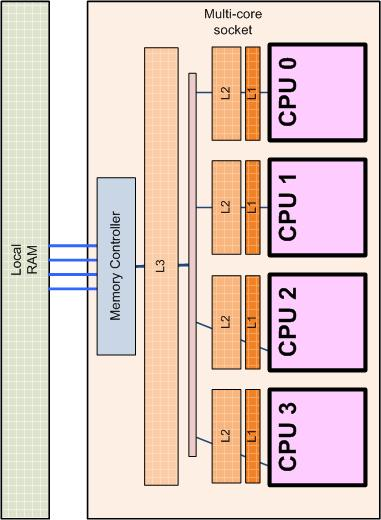 Multi-core
socket
Local
RAM
Memory Controller
L3
L2
L1
CPU 0
L2
L1
CPU 1
L2
L1
CPU 2
L2
L1
CPU 3